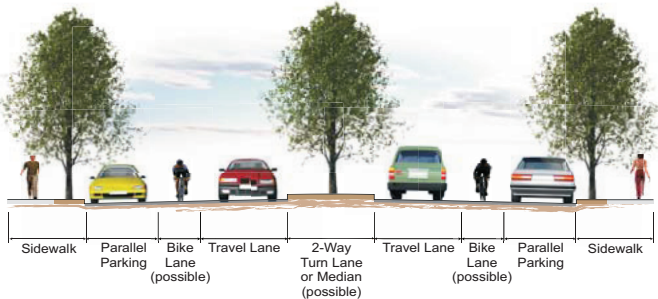 Sidewalk
Parallel
Parking
Bike
Lane
(possible)
Travel Lane
2-Way
Turn Lane
or Median
(possible)
Travel Lane
Bike
Lane
(possible)
Parallel
Parking
Sidewalk